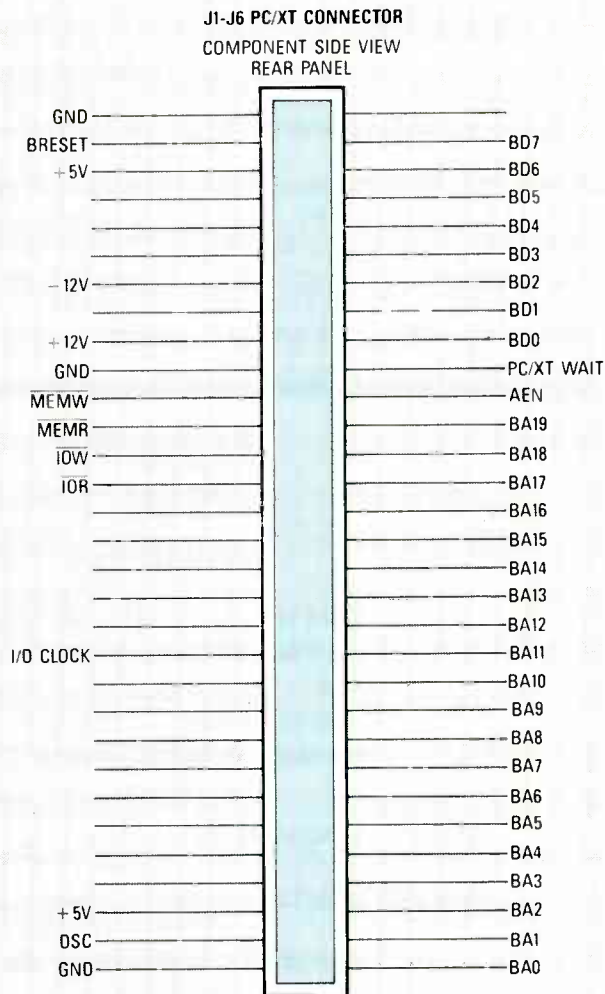 J1-J6 PC/XT CONNECTOR
COMPONENT SIDE VIEW
REAR PANEL
GND
BRESET BD7
+5V BD6
BD5
BD4
BD3
-12V BD2
BD1
+12V BD0
GND PC/XT WAIT
MEMW AEN
MEMR BA19
IOW BA18
IOR BA17
BA16
BA15
BA14
BA13
BA12
I/O CLOCK BA11
BA10
BA9
BA8
BA7
BA6
BA5
BA4
BA3
+5V BA2
OSC BA1
GND BA0